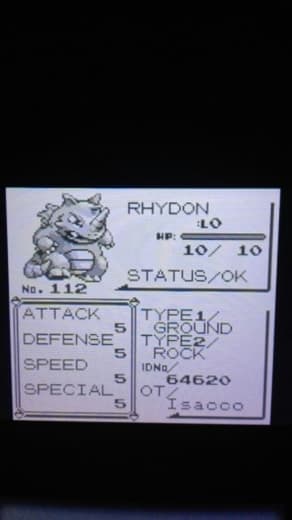 RHYDON
:L0
HP:
10/ 10
STATUS/OK
No. 112
ATTACK
5
DEFENSE
5
SPEED
5
SPECIAL
5
TYPE1/
GROUND
TYPE2/
ROCK
IDNo/
64620
OT/
Isacco